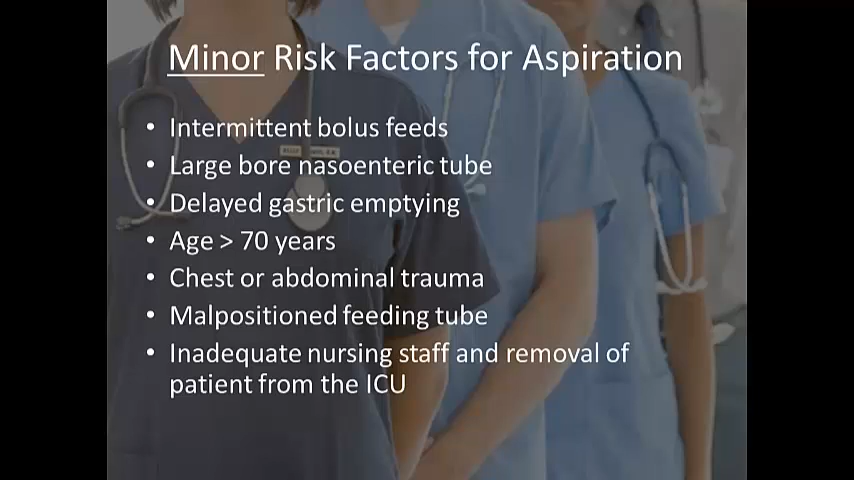 Minor Risk Factors for Aspiration
• Intermittent bolus feeds
• Large bore nasoenteric tube
• Delayed gastric emptying
• Age > 70 years
• Chest or abdominal trauma
• Malpositioned feeding tube
• Inadequate nursing staff and removal of
patient from the ICU